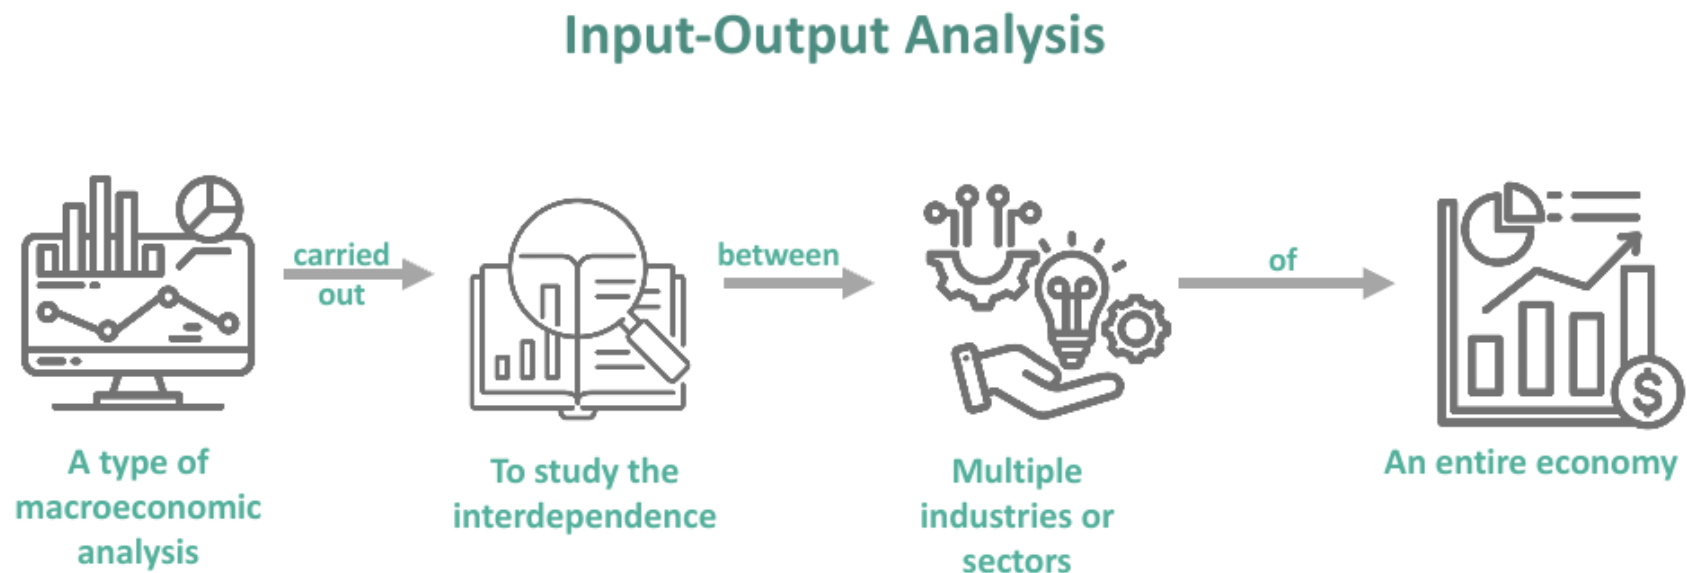 Input-Output Analysis
A type of
macroeconomic
analysis
carried
out
To study the
interdependence
between
Multiple
industries or
sectors
of
An entire economy
$